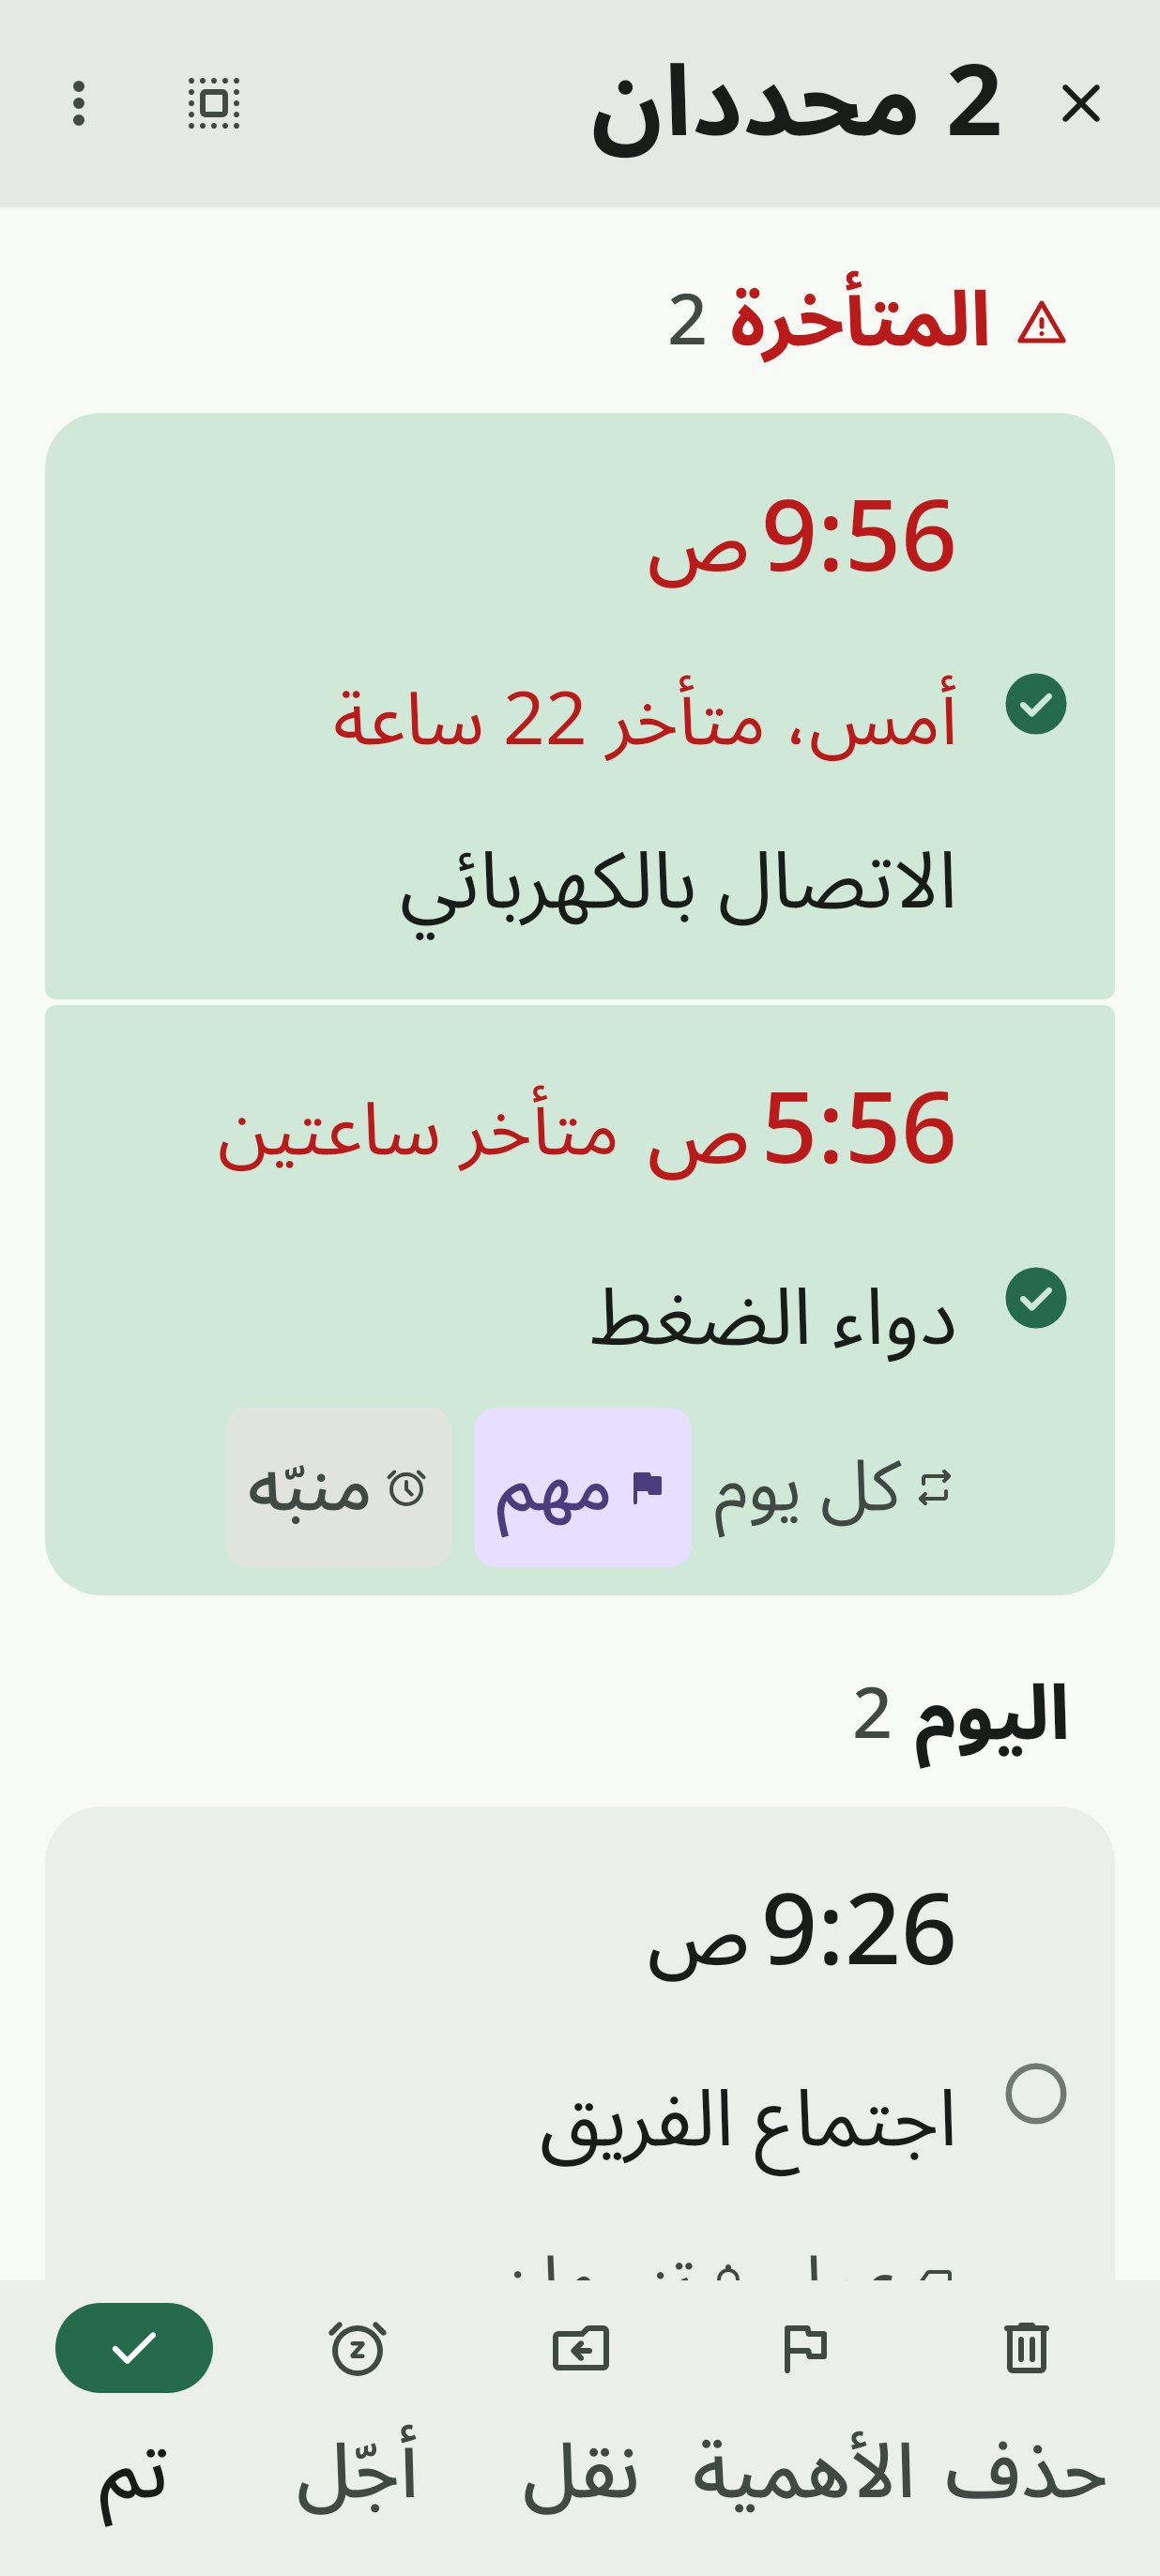 2 محددان
المتأخرة 2
9:56 ص
أمس، متأخر 22 ساعة
الاتصال بالكهربائي
5:56 ص متأخر ساعتين
دواء الضغط
كل يوم مهم منبّه
اليوم 2
9:26 ص
اجتماع الفريق
حذف الأهمية نقل أجّل تم